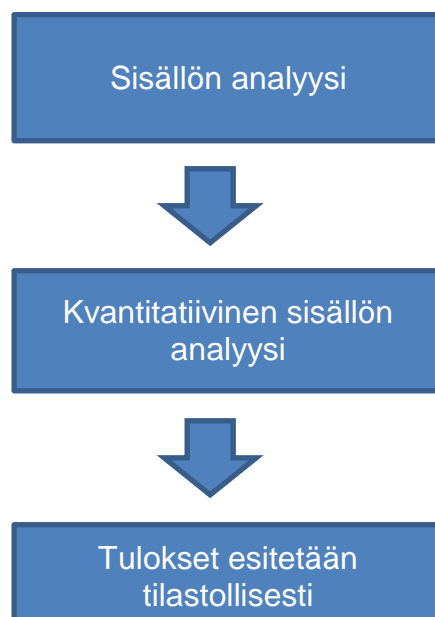 Sisällön analyysi
Kvantitatiivinen sisällön
analyysi
Tulokset esitetään
tilastollisesti